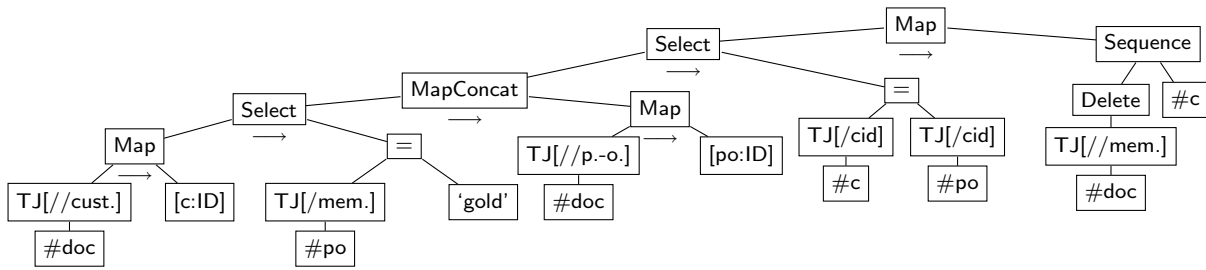 Map
→
Select
→
Sequence
MapConcat
→
=
Delete
#c
Select
→
Map
→
TJ[/cid]
TJ[/cid]
TJ[//mem.]
Map
→
=
TJ[//p.-o.]
[po:ID]
#c
#po
#doc
TJ[//cust.]
[c:ID]
TJ[/mem.]
‘gold’
#doc
#doc
#po